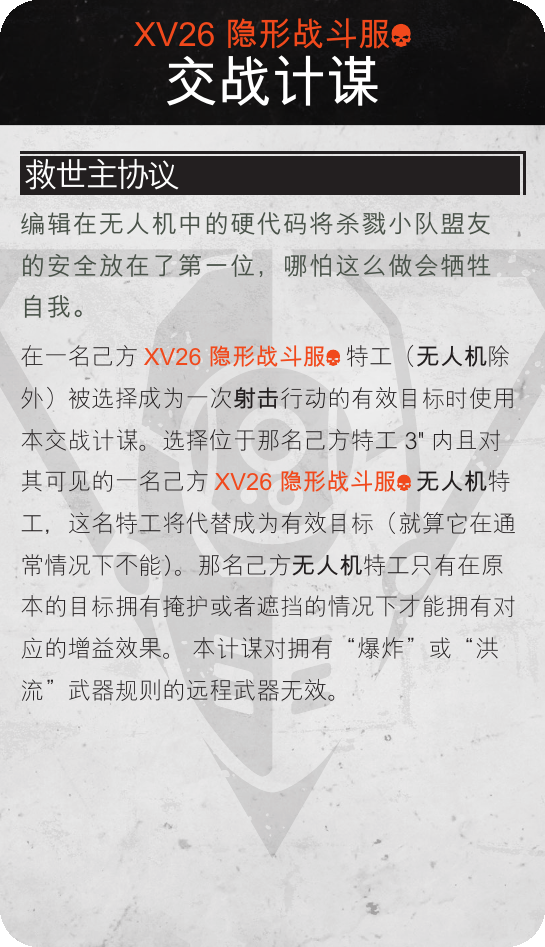 XV26 隐形战斗服
交战计谋
救世主协议
编辑在无人机中的硬代码将杀戮小队盟友
的安全放在了第一位，哪怕这么做会牺牲
自我。
在一名己方 XV26 隐形战斗服 特工（无人机除
外）被选择成为一次射击行动的有效目标时使用
本交战计谋。选择位于那名己方特工 3" 内且对
其可见的一名己方 XV26 隐形战斗服 无人机特
工，这名特工将代替成为有效目标（就算它在通
常情况下不能）。那名己方无人机特工只有在原
本的目标拥有掩护或者遮挡的情况下才能拥有对
应的增益效果。 本计谋对拥有“爆炸”或“洪
流”武器规则的远程武器无效。